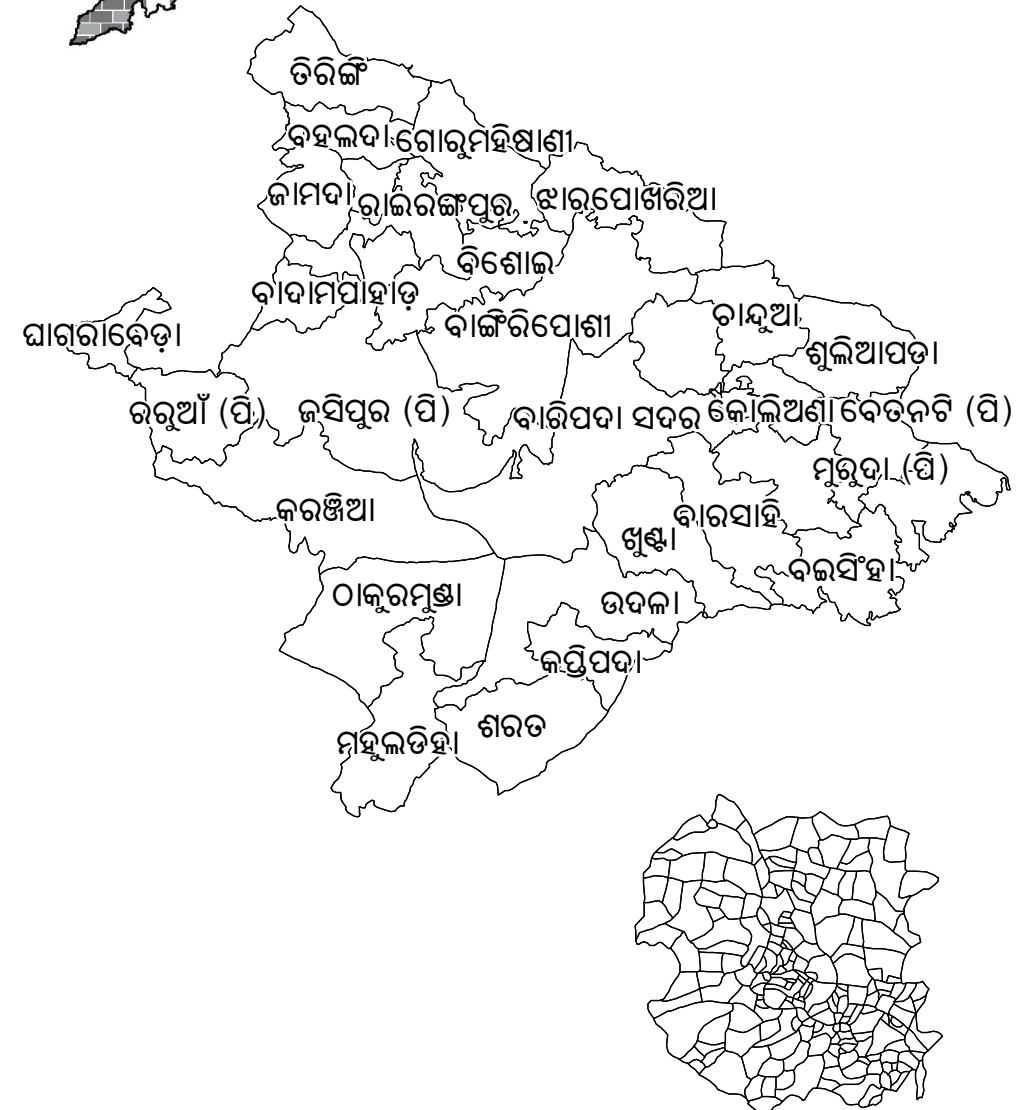 ତିରିଙ୍ଗି
ବହଲଦା ଗୋରୁମହିଷାଣୀ
ଜାମଦା ରାଇରଙ୍ଗପୁର ଝାରପୋଖରିଆ
ବିଶୋଇ
ବାଦାମପାହାଡ଼
ଚାନ୍ଦୁଆ
ବାଙ୍ଗିରିପୋଶୀ
ଘାଗରାବେଡ଼ା
ଶୁଲିଆପଡା
ରରୁଆଁ (ପି) ଜସିପୁର (ପି) ବାରିପଦା ସଦର କୋଲିଅଣା ବେତନଟି (ପି)
ମୁରୁଦା (ପି)
କରଞ୍ଜିଆ
ବାରସାହି
ଖୁଣ୍ଟା
ବଇସିଂହା
ଠାକୁରମୁଣ୍ଡା ଉଦଳା
କପ୍ତିପଦା
ଶରତ
ମହୁଲଡିହା